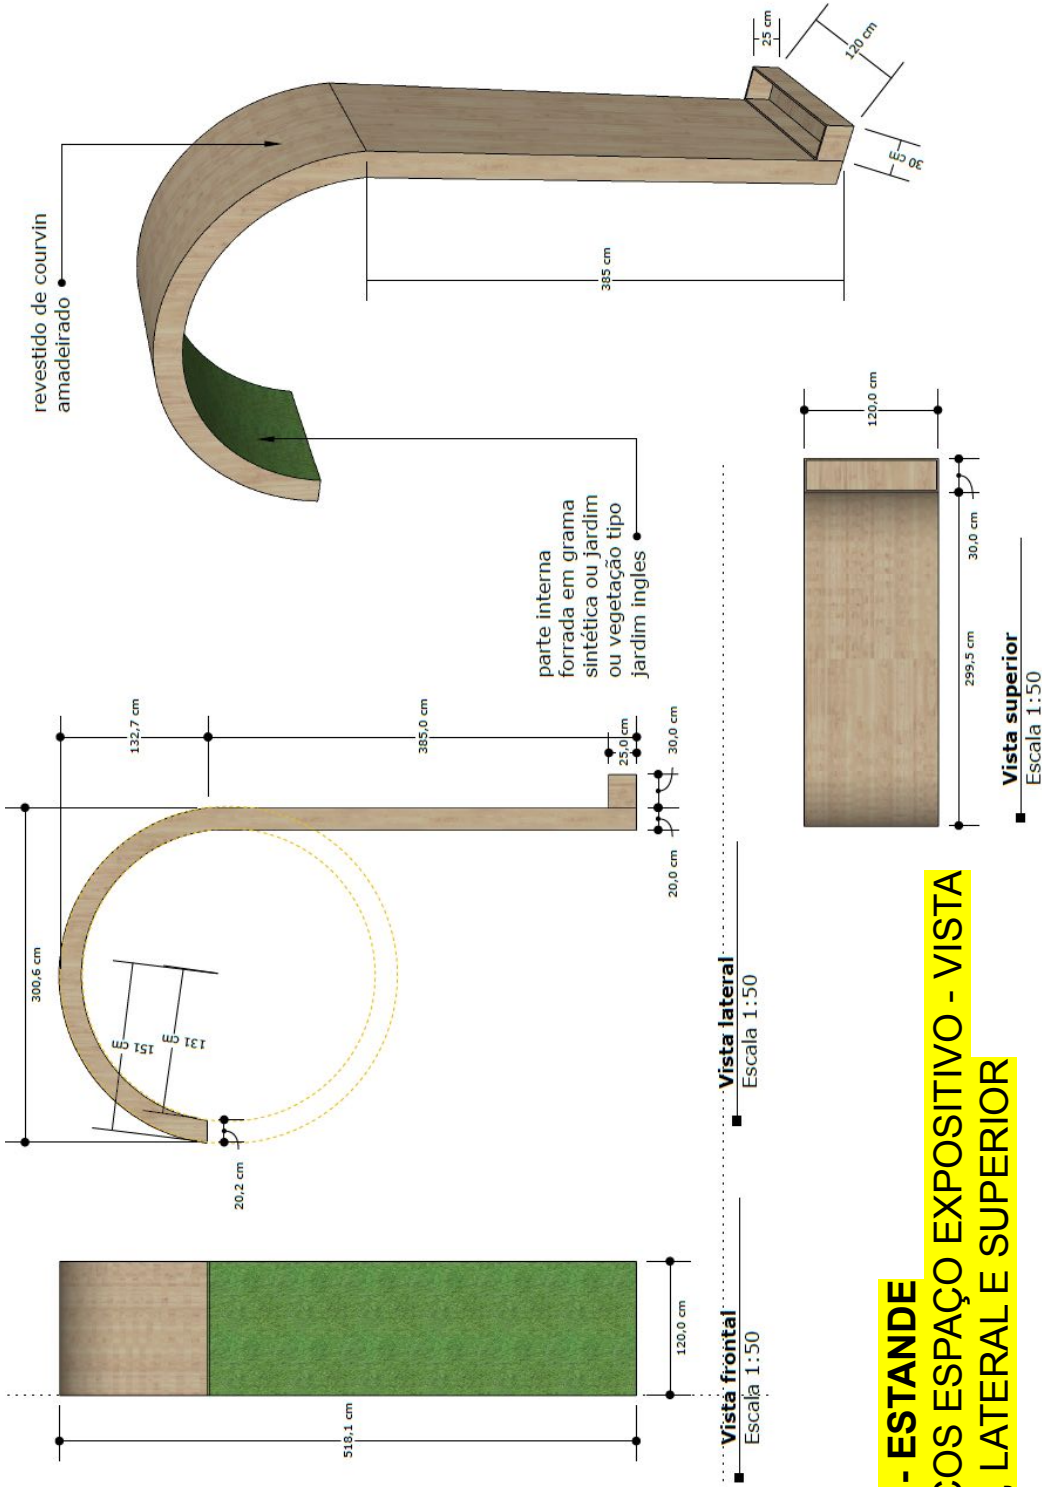 revestido de courvin
amadeirado
25 cm
120 cm
30 cm
385 cm
parte interna
forrada em grama
sintética ou jardim
ou vegetação tipo
jardim ingles
518,1 cm
120,0 cm
Vista frontal
Escala 1:50
300,6 cm
132,7 cm
385,0 cm
151 cm
131 cm
20,2 cm
25,0 cm
30,0 cm
20,0 cm
Vista lateral
Escala 1:50
120,0 cm
30,0 cm
299,5 cm
Vista superior
Escala 1:50
- ESTANDE
ESPAÇO EXPOSITIVO - VISTA
LATERAL E SUPERIOR